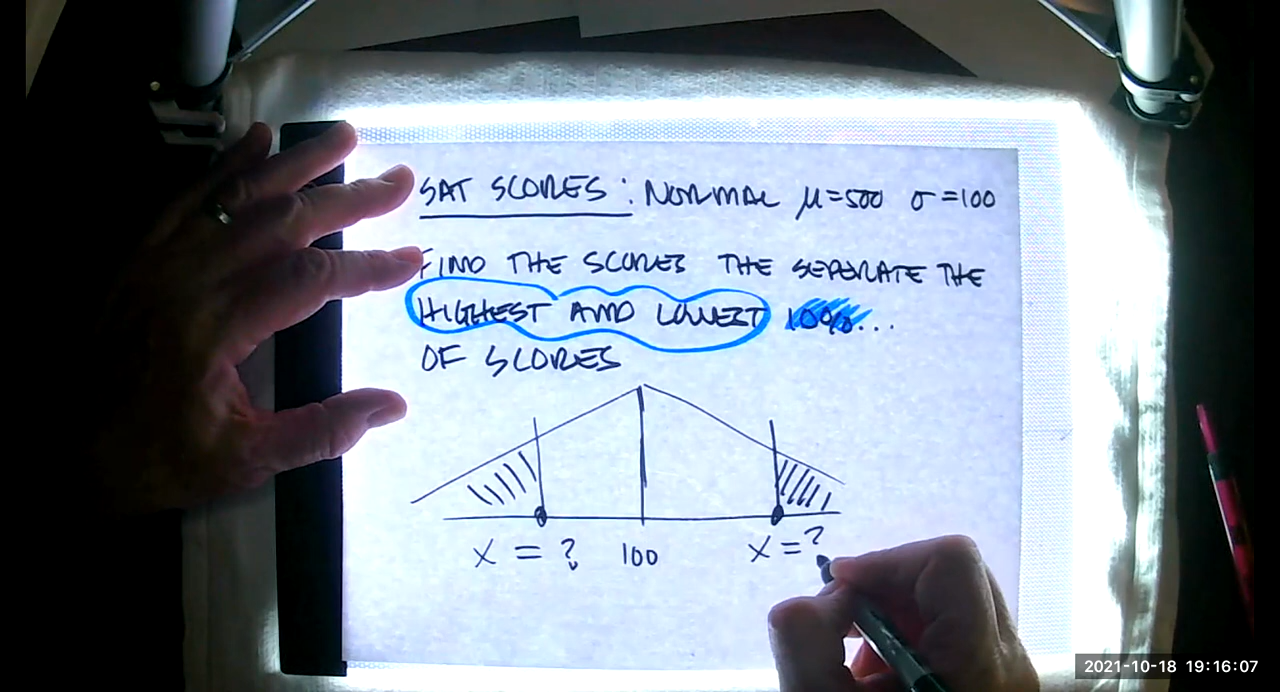 SAT SCORES: NORMAL μ=500 σ=100
FIND THE SCORES THE SEPERATE THE
HIGHEST AND LOWEST 10%...
OF SCORES
X = ? 100 X = ?
2021-10-18 19:16:07